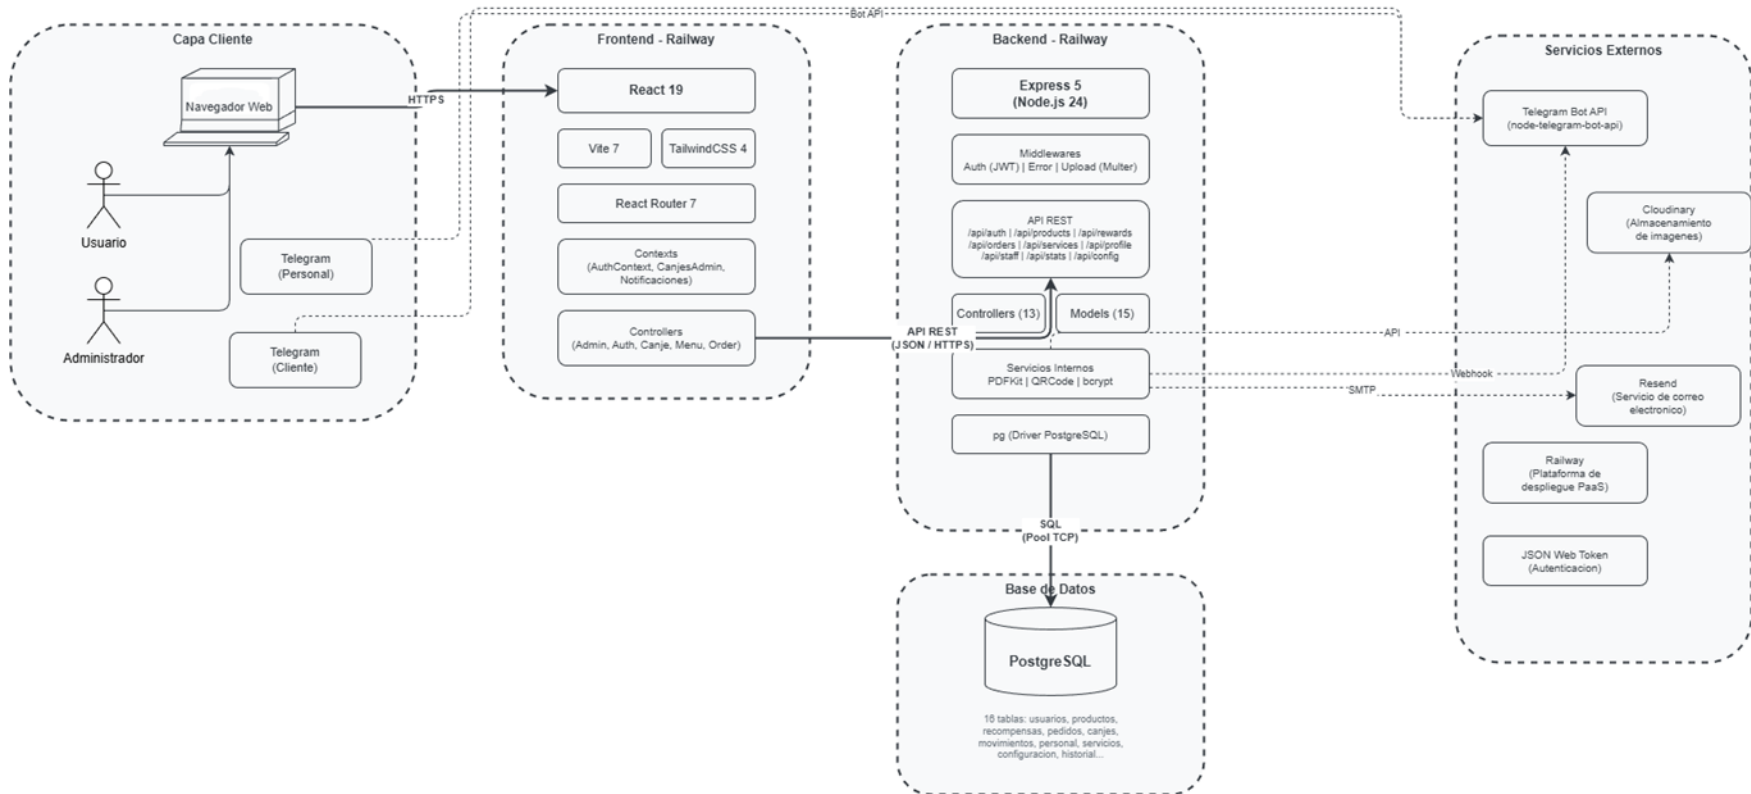 Bot API
Capa Cliente
Navegador Web
Usuario
Administrador
Telegram
(Personal)
Telegram
(Cliente)
HTTPS
Frontend - Railway
React 19
Vite 7
TailwindCSS 4
React Router 7
Contexts
(AuthContext, CanjesAdmin,
Notificaciones)
Controllers
(Admin, Auth, Canje, Menu, Order)
API REST
(JSON / HTTPS)
Backend - Railway
Express 5
(Node.js 24)
Middlewares
Auth (JWT) | Error | Upload (Multer)
API REST
/api/auth | /api/products | /api/rewards
/api/orders | /api/services | /api/profile
/api/staff | /api/stats | /api/config
Controllers (13)
Models (15)
Servicios Internos
PDFKit | QRCode | bcrypt
pg (Driver PostgreSQL)
SQL
(Pool TCP)
Base de Datos
PostgreSQL
16 tablas: usuarios, productos,
recompensas, pedidos, canjes,
movimientos, personal, servicios,
configuracion, historial...
API
Webhook
SMTP
Servicios Externos
Telegram Bot API
(node-telegram-bot-api)
Cloudinary
(Almacenamiento
de imagenes)
Resend
(Servicio de correo
electronico)
Railway
(Plataforma de
despliegue PaaS)
JSON Web Token
(Autenticacion)